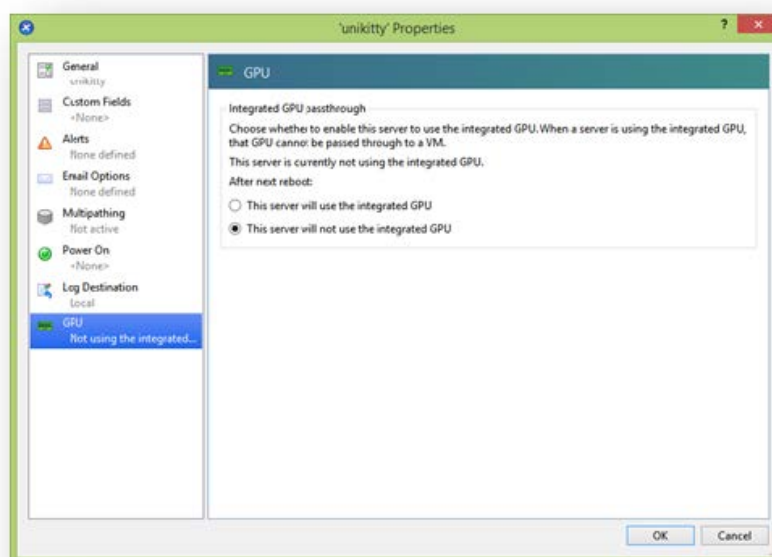 'unikitty' Properties
?
General
unikitty
Custom Fields
<None>
Alerts
None defined
Email Options
None defined
Multipathing
Not active
Power On
<None>
Log Destination
Local
GPU
Not using the integrated...
GPU
Integrated GPU passthrough
Choose whether to enable this server to use the integrated GPU. When a server is using the integrated GPU,
that GPU cannot be passed through to a VM.
This server is currently not using the integrated GPU.
After next reboot:
This server will use the integrated GPU
This server will not use the integrated GPU
OK
Cancel